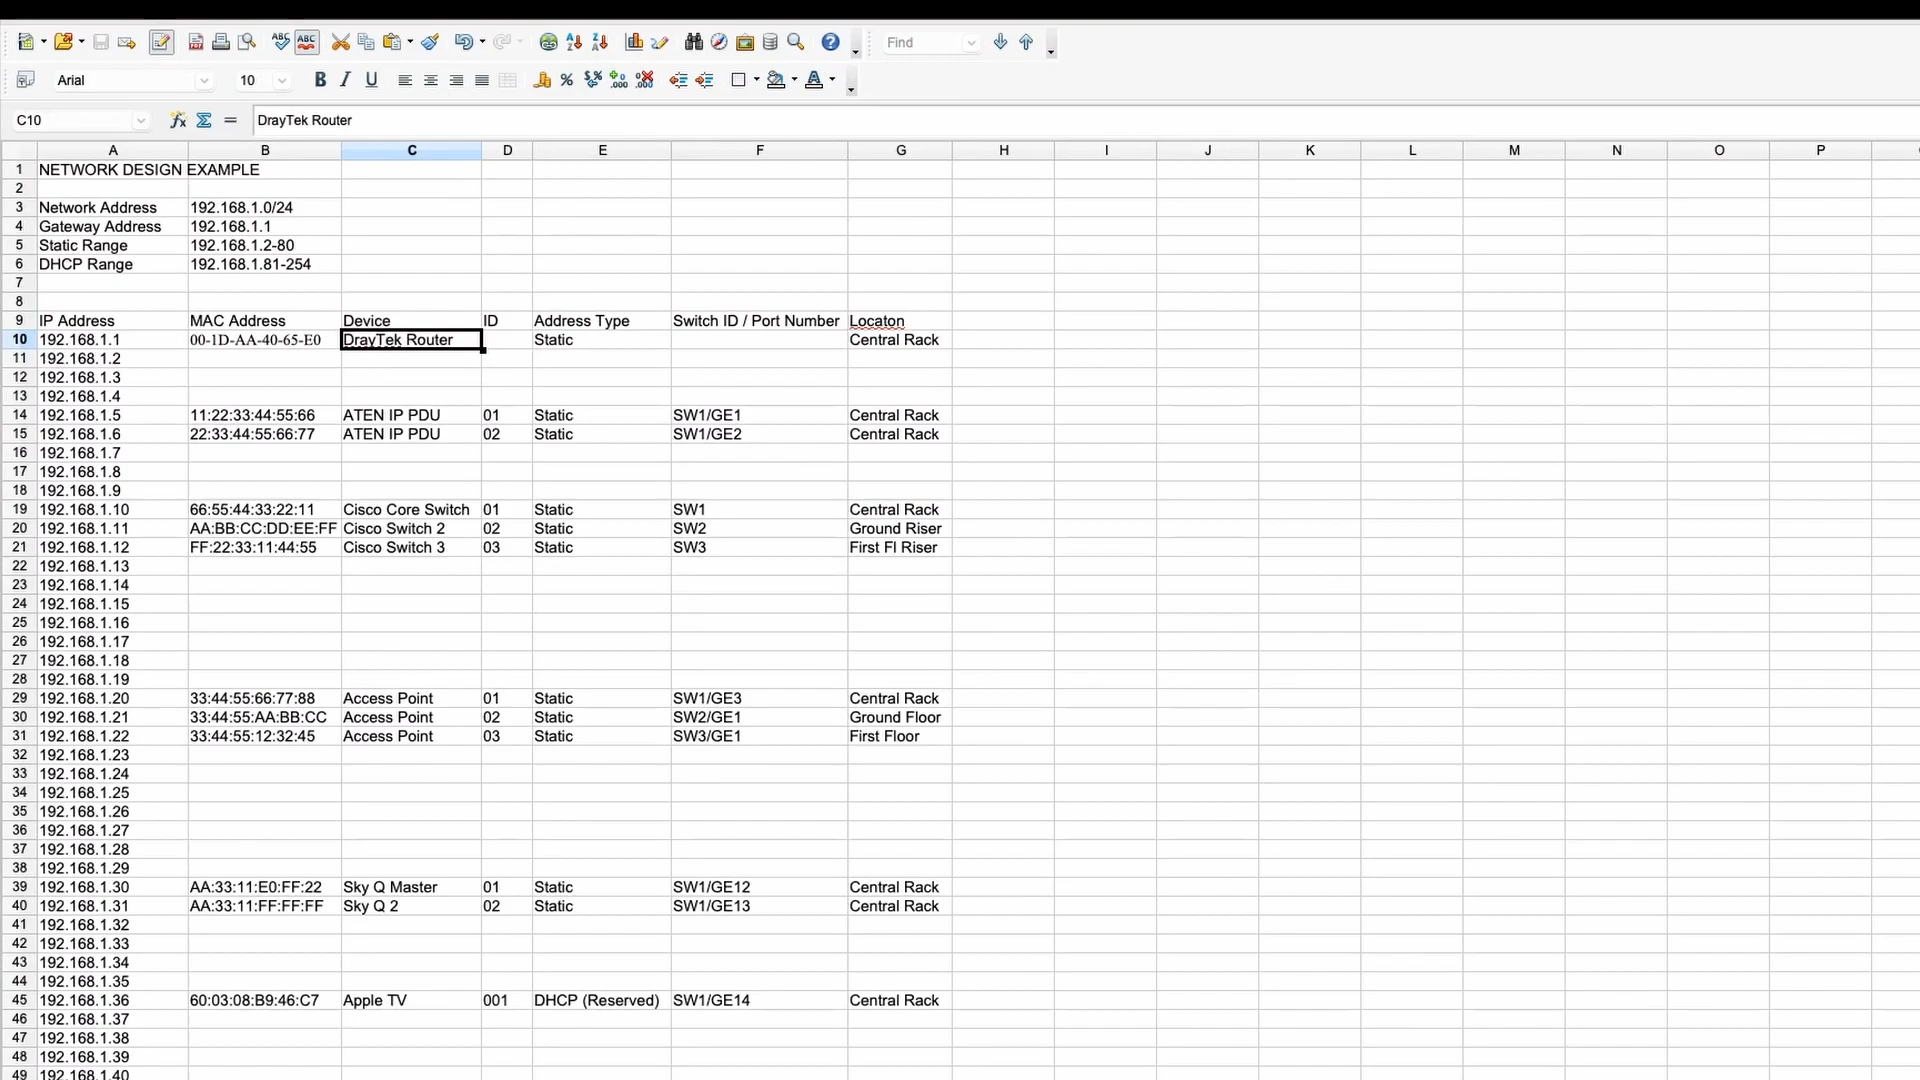 Find
Arial 10
C10 DrayTek Router
A B C D E F G H I J K L M N O P
1 NETWORK DESIGN EXAMPLE
2
3 Network Address 192.168.1.0/24
4 Gateway Address 192.168.1.1
5 Static Range 192.168.1.2-80
6 DHCP Range 192.168.1.81-254
7
8
9 IP Address MAC Address Device ID Address Type Switch ID / Port Number Locaton
10 192.168.1.1 00-1D-AA-40-65-E0 DrayTek Router Static Central Rack
11 192.168.1.2
12 192.168.1.3
13 192.168.1.4
14 192.168.1.5 11:22:33:44:55:66 ATEN IP PDU 01 Static SW1/GE1 Central Rack
15 192.168.1.6 22:33:44:55:66:77 ATEN IP PDU 02 Static SW1/GE2 Central Rack
16 192.168.1.7
17 192.168.1.8
18 192.168.1.9
19 192.168.1.10 66:55:44:33:22:11 Cisco Core Switch 01 Static SW1 Central Rack
20 192.168.1.11 AA:BB:CC:DD:EE:FF Cisco Switch 2 02 Static SW2 Ground Riser
21 192.168.1.12 FF:22:33:11:44:55 Cisco Switch 3 03 Static SW3 First Fl Riser
22 192.168.1.13
23 192.168.1.14
24 192.168.1.15
25 192.168.1.16
26 192.168.1.17
27 192.168.1.18
28 192.168.1.19
29 192.168.1.20 33:44:55:66:77:88 Access Point 01 Static SW1/GE3 Central Rack
30 192.168.1.21 33:44:55:AA:BB:CC Access Point 02 Static SW2/GE1 Ground Floor
31 192.168.1.22 33:44:55:12:32:45 Access Point 03 Static SW3/GE1 First Floor
32 192.168.1.23
33 192.168.1.24
34 192.168.1.25
35 192.168.1.26
36 192.168.1.27
37 192.168.1.28
38 192.168.1.29
39 192.168.1.30 AA:33:11:E0:FF:22 Sky Q Master 01 Static SW1/GE12 Central Rack
40 192.168.1.31 AA:33:11:FF:FF:FF Sky Q 2 02 Static SW1/GE13 Central Rack
41 192.168.1.32
42 192.168.1.33
43 192.168.1.34
44 192.168.1.35
45 192.168.1.36 60:03:08:B9:46:C7 Apple TV 001 DHCP (Reserved) SW1/GE14 Central Rack
46 192.168.1.37
47 192.168.1.38
48 192.168.1.39
49 192.168.1.40